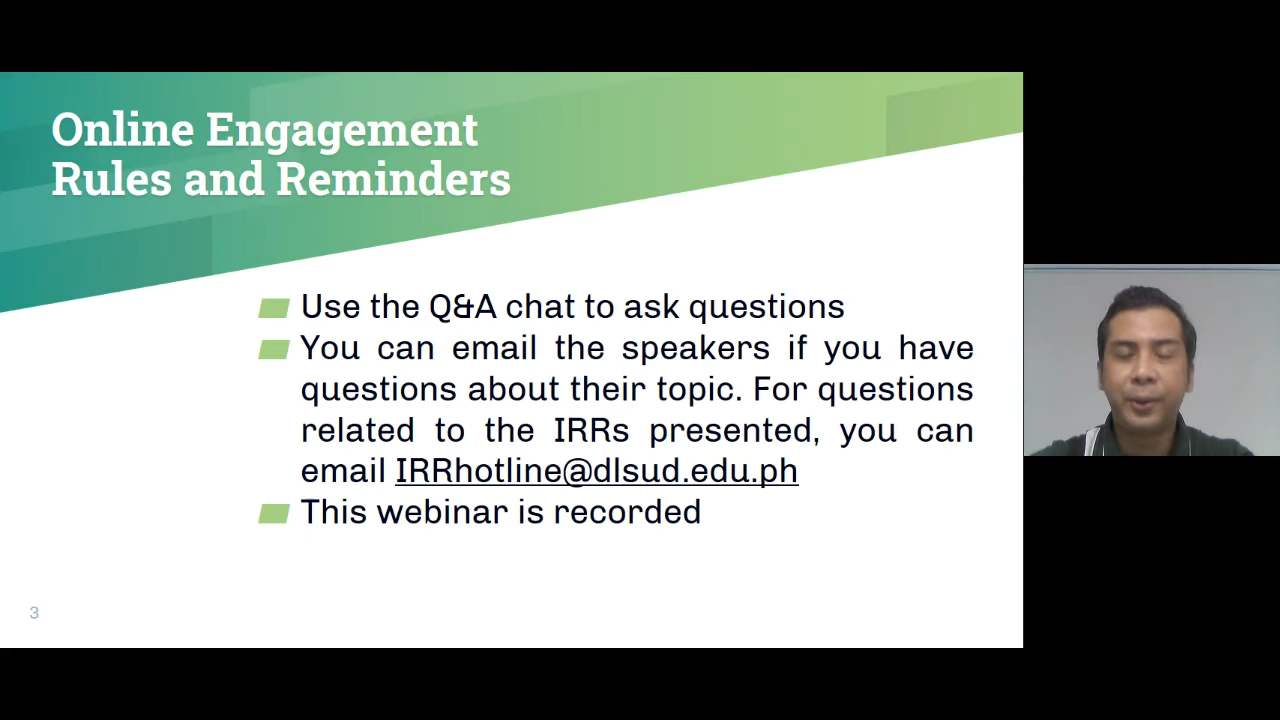 Online Engagement
Rules and Reminders
Use the Q&A chat to ask questions
You can email the speakers if you have
questions about their topic. For questions
related to the IRRs presented, you can
email IRRhotline@dlsud.edu.ph
This webinar is recorded
3